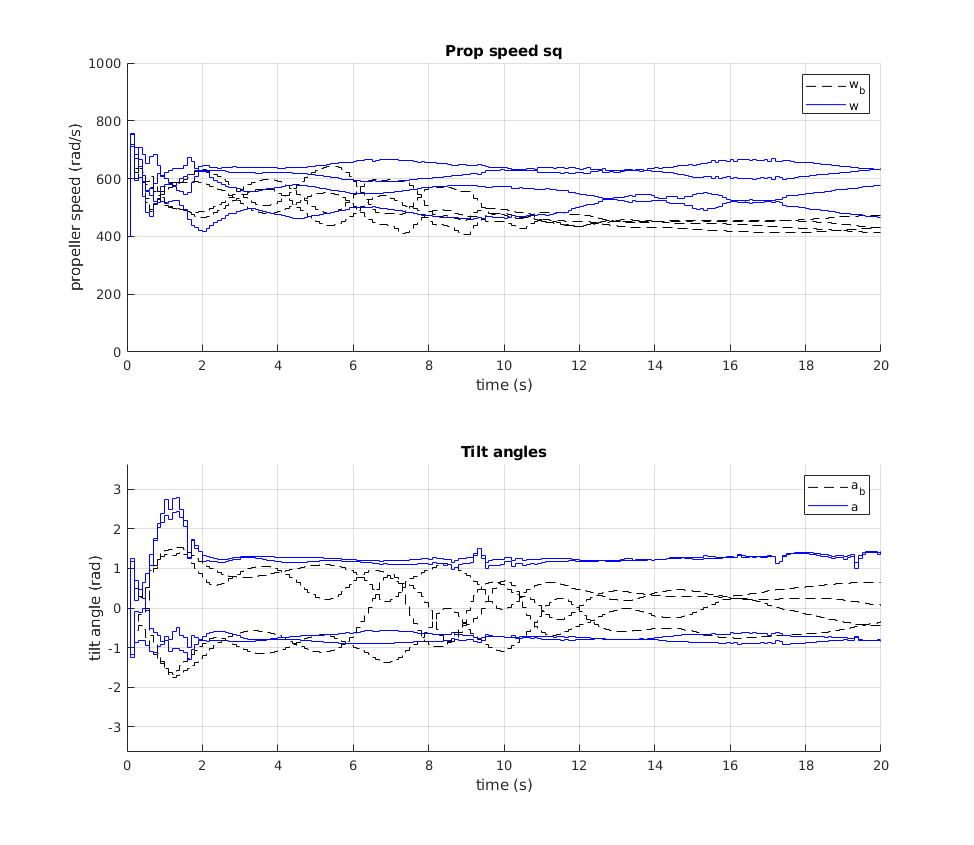 Prop speed sq
propeller speed (rad/s)
1000
800
600
400
200
0
w_b
w
0 2 4 6 8 10 12 14 16 18 20
time (s)
Tilt angles
tilt angle (rad)
3
2
1
0
-1
-2
-3
a_b
a
0 2 4 6 8 10 12 14 16 18 20
time (s)